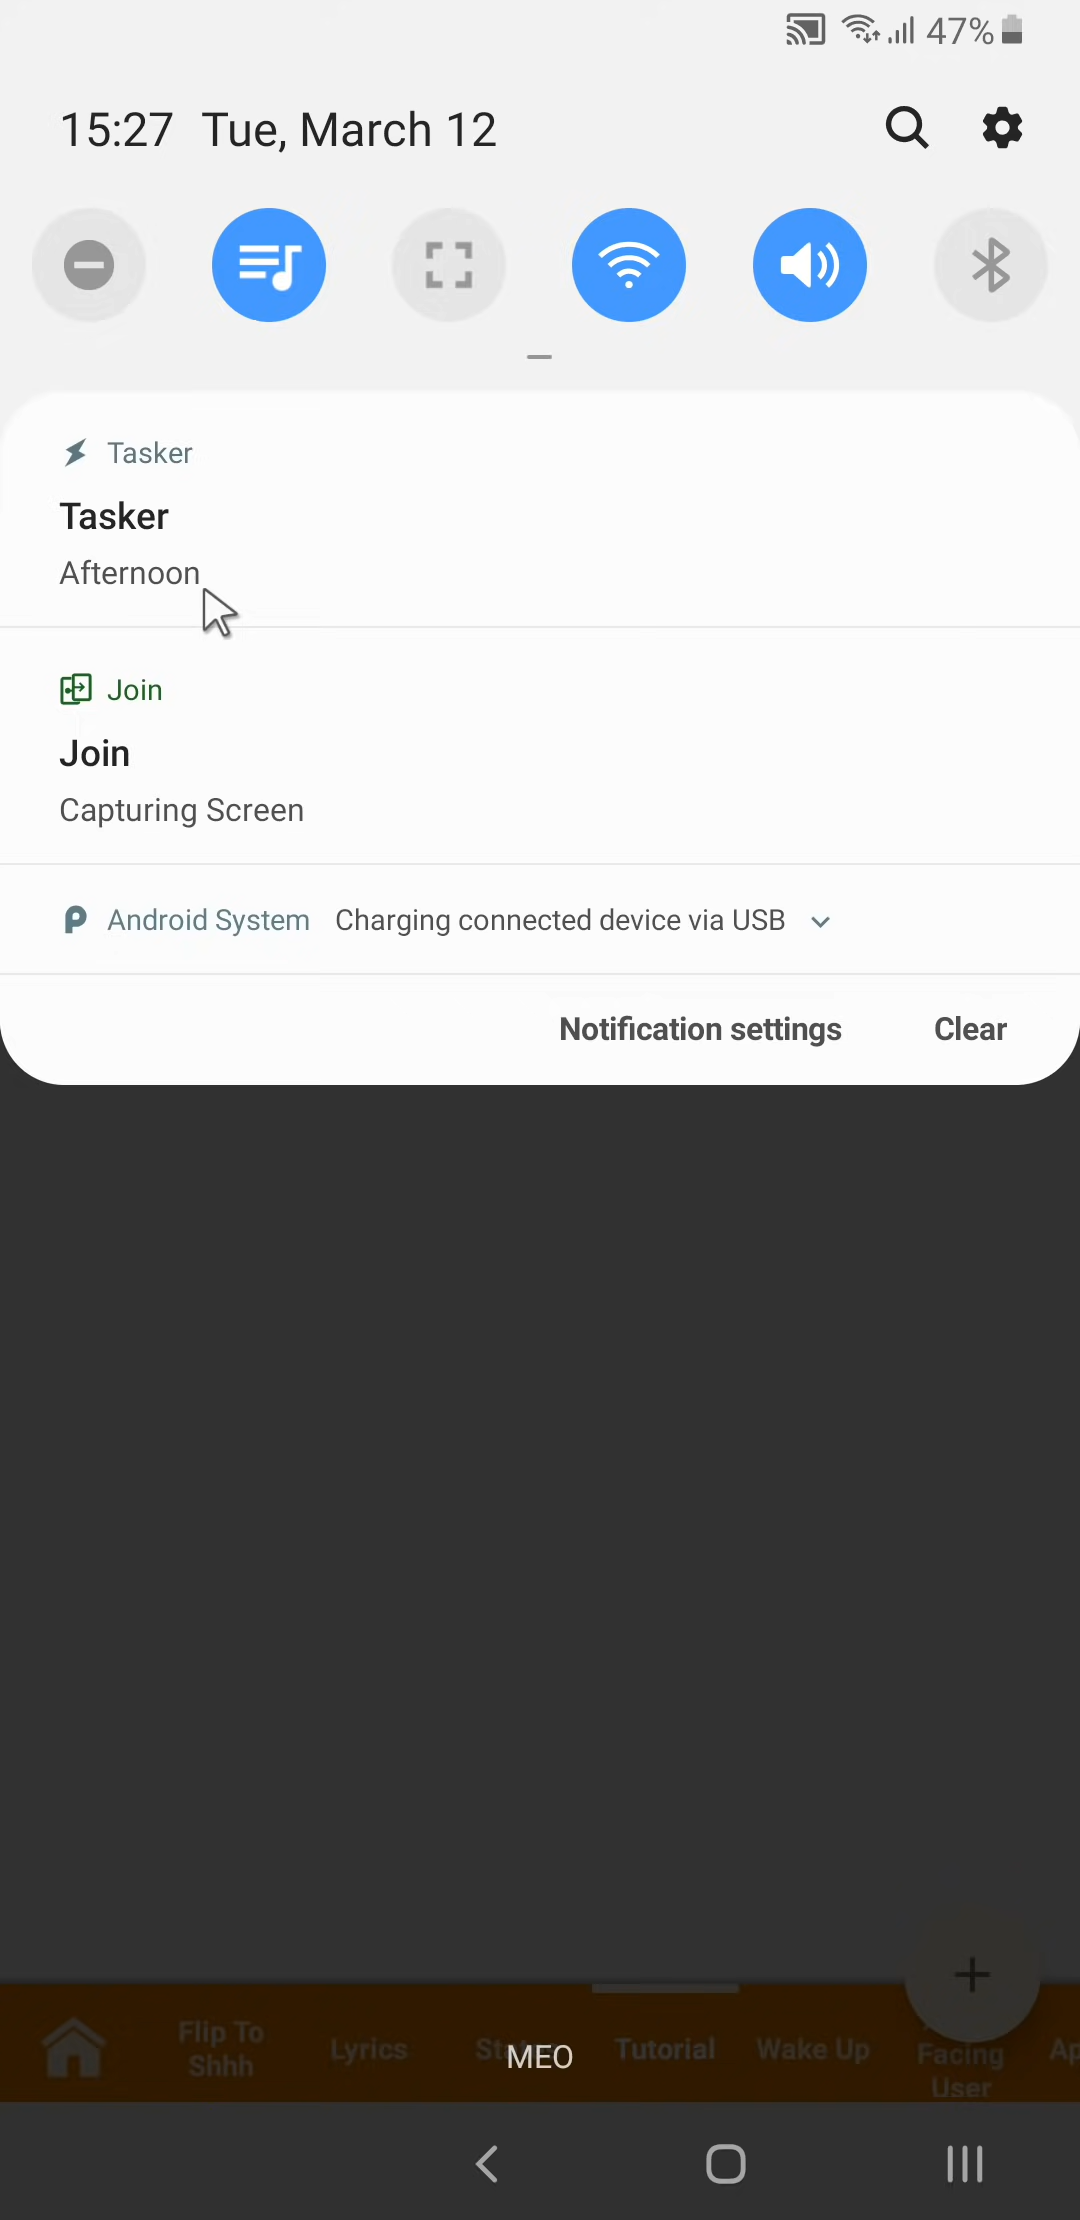 47%
15:27 Tue, March 12
Tasker
Tasker
Afternoon
Join
Join
Capturing Screen
Android System Charging connected device via USB
Notification settings Clear
Flip To
Shhh
Lyrics
MEO
Tutorial
Wake Up
Facing
User